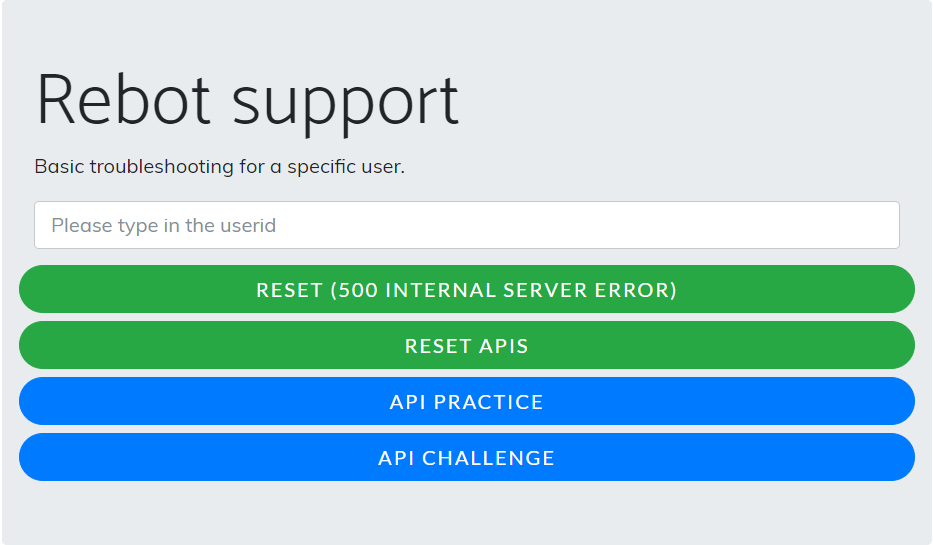 Rebot support
Basic troubleshooting for a specific user.
Please type in the userid
RESET (500 INTERNAL SERVER ERROR)
RESET APIS
API PRACTICE
API CHALLENGE